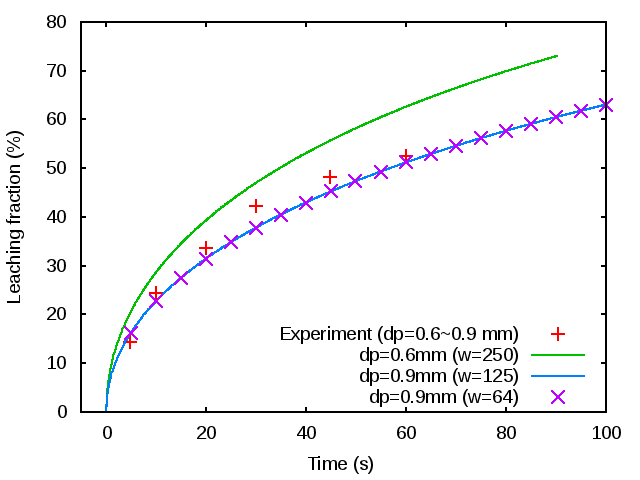 80
70
60
50
40
30
20
10
0
Leaching fraction (%)
Experiment (dp=0.6~0.9 mm)
dp=0.6mm (w=250)
dp=0.9mm (w=125)
dp=0.9mm (w=64)
0 20 40 60 80 100
Time (s)